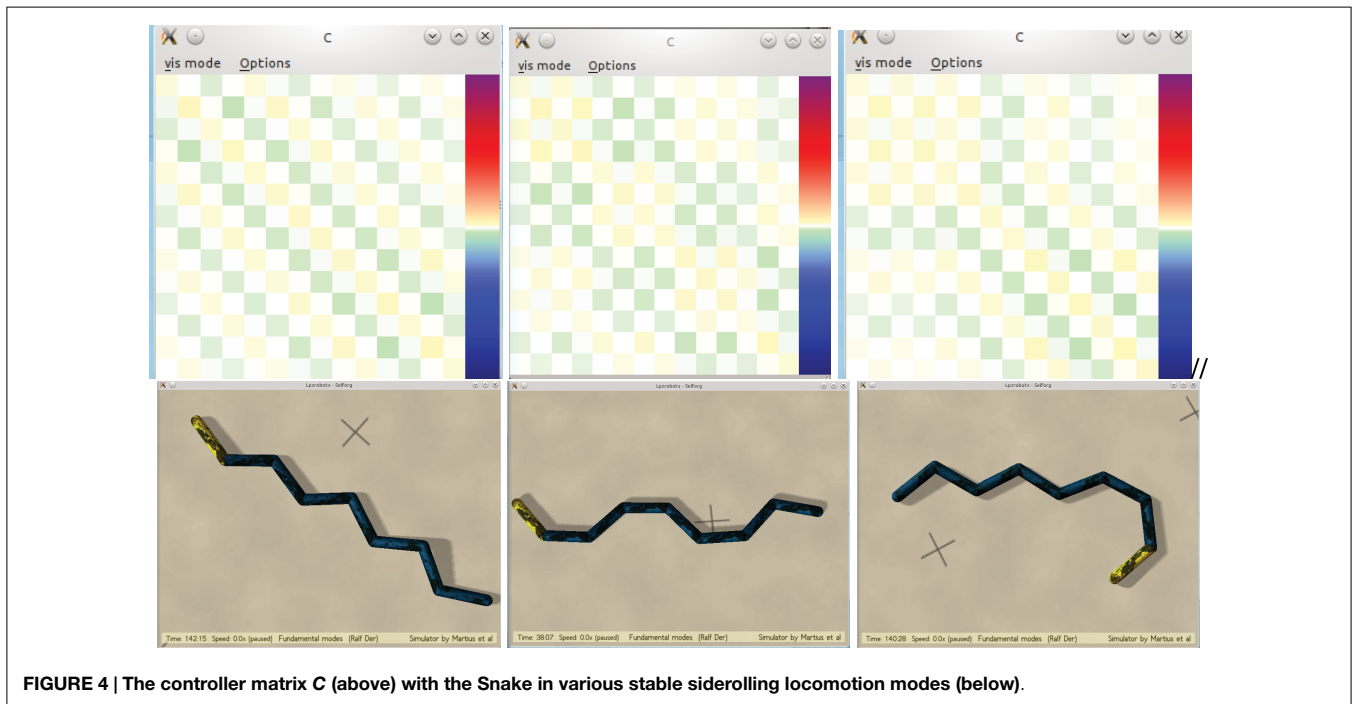 C
vis mode Options
C
vis mode Options
C
vis mode Options
//
Lpzrobots - Selforg
Time: 142:15 Speed: 0.0x (paused) Fundamental modes (Ralf Der) Simulator by Martius et al
Lpzrobots - Selforg
Time: 38:07 Speed: 0.0x (paused) Fundamental modes (Ralf Der) Simulator by Martius et al
Lpzrobots - Selforg
Time: 140:28 Speed: 0.0x (paused) Fundamental modes (Ralf Der) Simulator by Martius et al
FIGURE 4 | The controller matrix C (above) with the Snake in various stable siderolling locomotion modes (below).